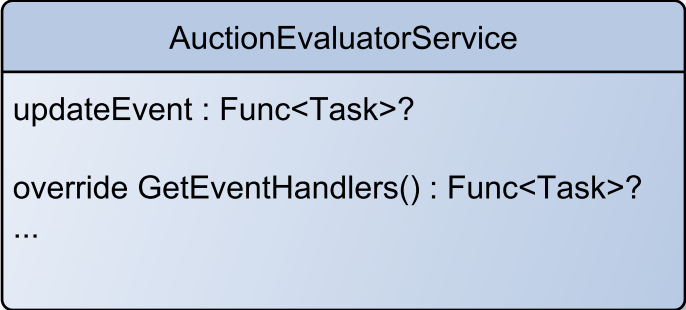 AuctionEvaluatorService
updateEvent : Func<Task>?
override GetEventHandlers() : Func<Task>?
...